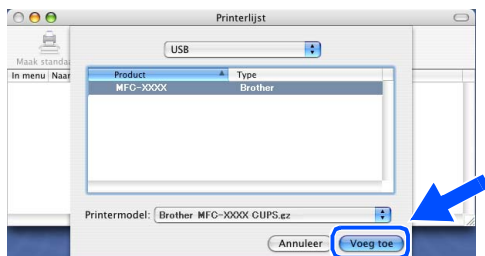 Printerlijst
USB
Maak standa
In menu Naar
Product Type
MFC-XXXX Brother
Printermodel: Brother MFC-XXXX CUPS.gz
Annuleer Voeg toe